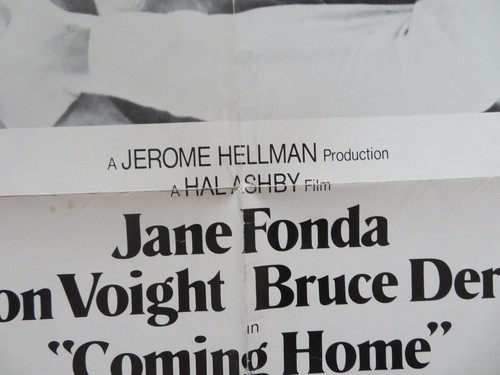 A JEROME HELLMAN Production
A HAL ASHBY Film
Jane Fonda
on Voight Bruce Der
in
"Coming Home"